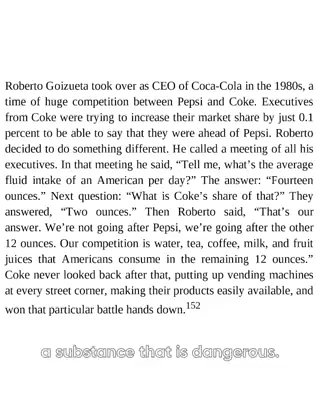 Roberto Goizueta took over as CEO of Coca-Cola in the 1980s, a
time of huge competition between Pepsi and Coke. Executives
from Coke were trying to increase their market share by just 0.1
percent to be able to say that they were ahead of Pepsi. Roberto
decided to do something different. He called a meeting of all his
executives. In that meeting he said, “Tell me, what’s the average
fluid intake of an American per day?” The answer: “Fourteen
ounces.” Next question: “What is Coke’s share of that?” They
answered, “Two ounces.” Then Roberto said, “That’s our
answer. We’re not going after Pepsi, we’re going after the other
12 ounces. Our competition is water, tea, coffee, milk, and fruit
juices that Americans consume in the remaining 12 ounces.”
Coke never looked back after that, putting up vending machines
at every street corner, making their products easily available, and
won that particular battle hands down.152
a substance that is dangerous.